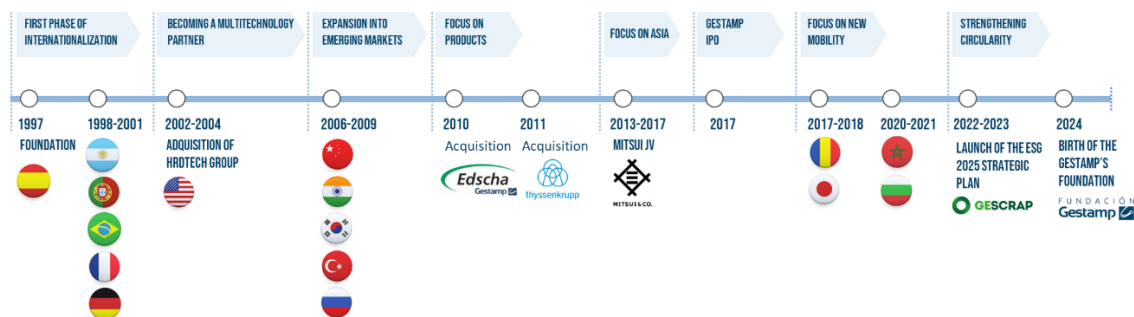 FIRST PHASE OF
INTERNATIONALIZATION
BECOMING A MULTITECHNOLOGY
PARTNER
EXPANSION INTO
EMERGING MARKETS
FOCUS ON
PRODUCTS
FOCUS ON ASIA
GESTAMP
IPO
FOCUS ON NEW
MOBILITY
STRENGTHENING
CIRCULARITY
1997
FOUNDATION
1998-2001
2002-2004
ADQUISITION OF
HRDTECH GROUP
2006-2009
2010
Acquisition
Edscha
Gestamp
2011
Acquisition
thyssenkrupp
2013-2017
MITSUI JV
MITSUI & CO.
2017
2017-2018
2020-2021
2022-2023
LAUNCH OF THE ESG
2025 STRATEGIC
PLAN
GESCRAP
2024
BIRTH OF THE
GESTAMP'S
FOUNDATION
FUNDACIÓN
Gestamp